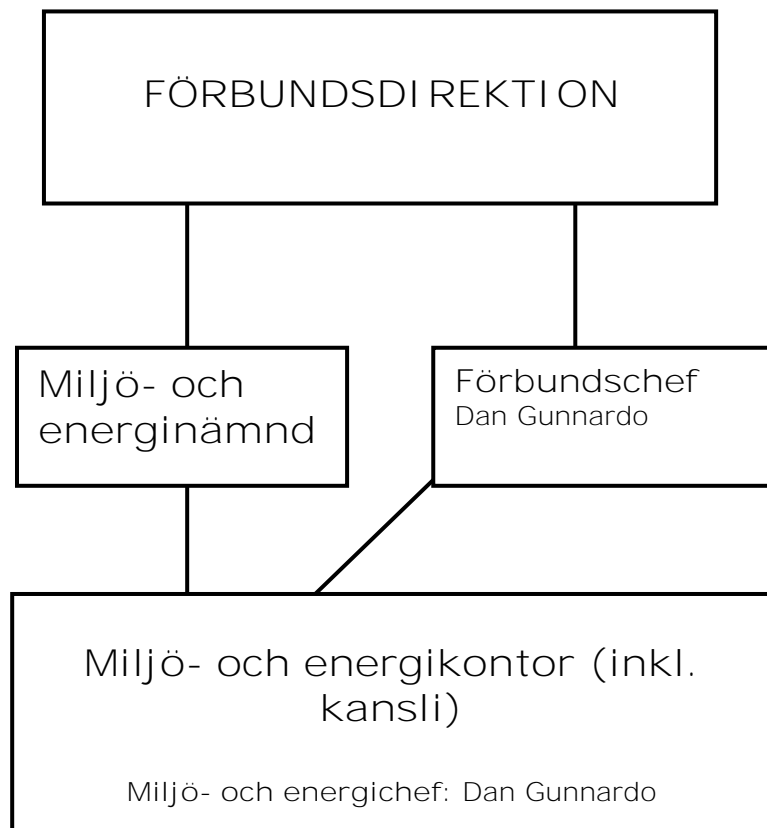 FÖRBUNDSDIREKTION
Miljö- och
energinämnd
Förbundschef
Dan Gunnardo
Miljö- och energikontor (inkl.
kansli)
Miljö- och energichef: Dan Gunnardo